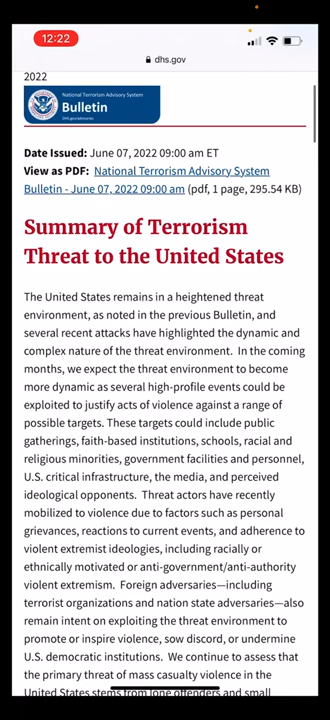 12:22
dhs.gov
2022
National Terrorism Advisory System
Bulletin
DHS.gov/advisories
Date Issued: June 07, 2022 09:00 am ET
View as PDF: National Terrorism Advisory System
Bulletin - June 07, 2022 09:00 am (pdf, 1 page, 295.54 KB)
Summary of Terrorism
Threat to the United States
The United States remains in a heightened threat
environment, as noted in the previous Bulletin, and
several recent attacks have highlighted the dynamic and
complex nature of the threat environment. In the coming
months, we expect the threat environment to become
more dynamic as several high-profile events could be
exploited to justify acts of violence against a range of
possible targets. These targets could include public
gatherings, faith-based institutions, schools, racial and
religious minorities, government facilities and personnel,
U.S. critical infrastructure, the media, and perceived
ideological opponents. Threat actors have recently
mobilized to violence due to factors such as personal
grievances, reactions to current events, and adherence to
violent extremist ideologies, including racially or
ethnically motivated or anti-government/anti-authority
violent extremism. Foreign adversaries—including
terrorist organizations and nation state adversaries—also
remain intent on exploiting the threat environment to
promote or inspire violence, sow discord, or undermine
U.S. democratic institutions. We continue to assess that
the primary threat of mass casualty violence in the
United States stems from lone offenders and small